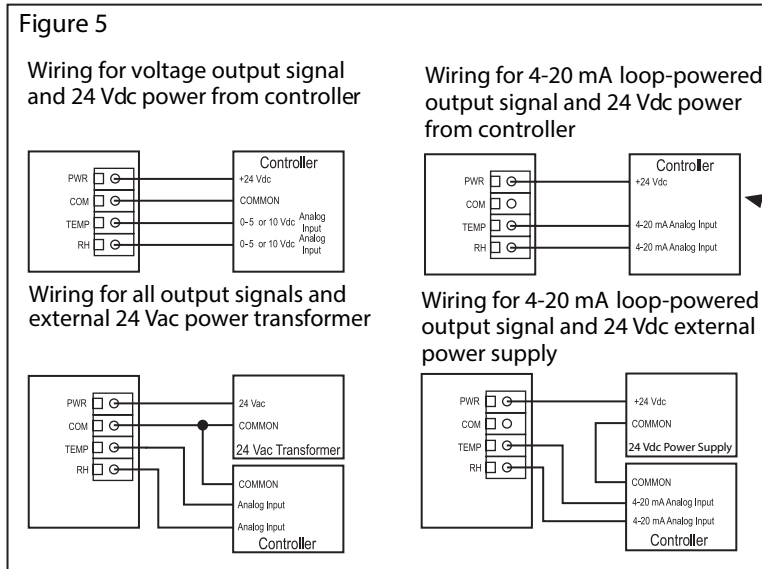 Figure 5
Wiring for voltage output signal
and 24 Vdc power from controller
Controller
PWR
+24 Vdc
COM
COMMON
TEMP
0-5 or 10 Vdc Analog
Input
RH
0-5 or 10 Vdc Analog
Input
Wiring for 4-20 mA loop-powered
output signal and 24 Vdc power
from controller
Controller
PWR
+24 Vdc
COM
TEMP
4-20 mA Analog Input
RH
4-20 mA Analog Input
Wiring for all output signals and
external 24 Vac power transformer
PWR
24 Vac
COM
COMMON
TEMP
24 Vac Transformer
RH
COMMON
Analog Input
Analog Input
Controller
Wiring for 4-20 mA loop-powered
output signal and 24 Vdc external
power supply
PWR
+24 Vdc
COM
COMMON
TEMP
24 Vdc Power Supply
RH
COMMON
4-20 mA Analog Input
4-20 mA Analog Input
Controller